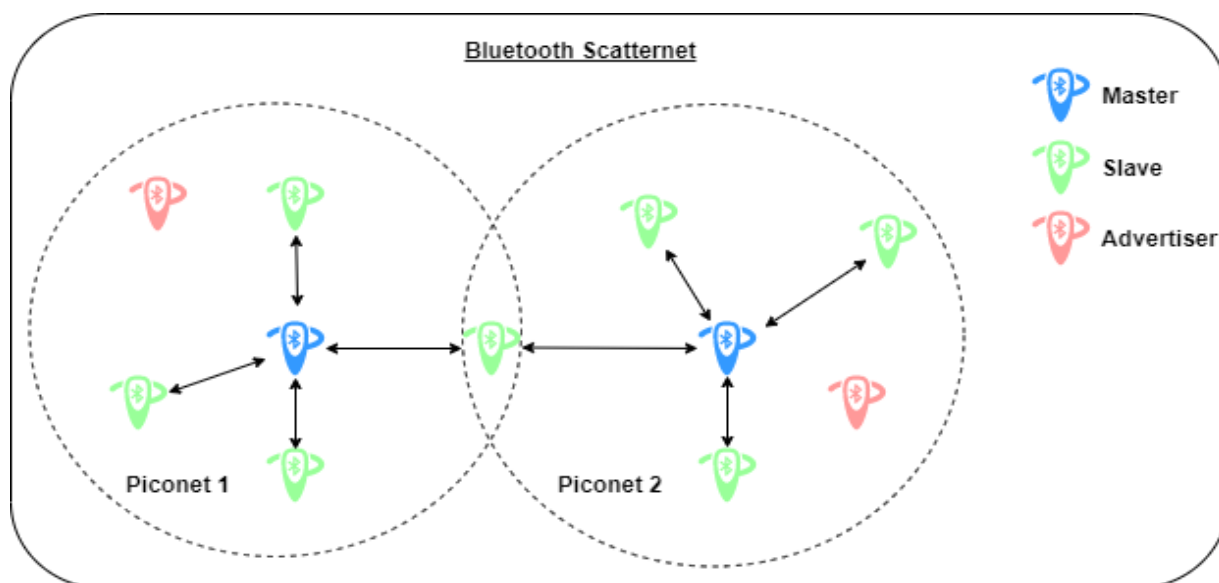 Bluetooth Scatternet
Master
Slave
Advertiser
Piconet 1
Piconet 2